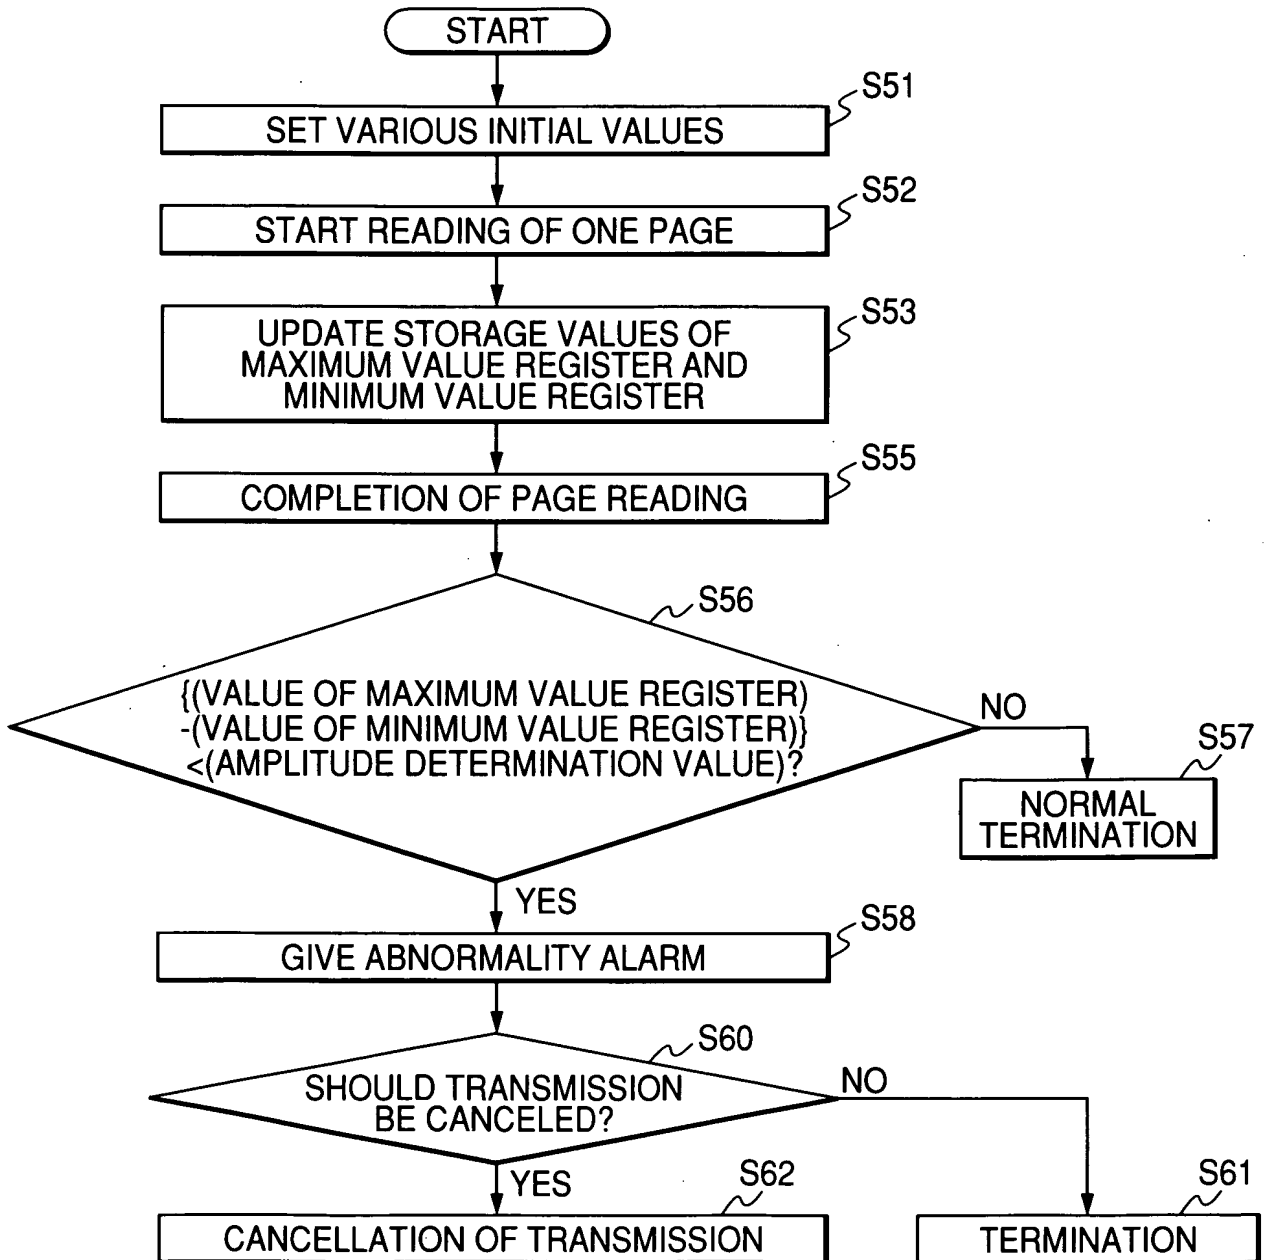 START
S51
SET VARIOUS INITIAL VALUES
S52
START READING OF ONE PAGE
S53
UPDATE STORAGE VALUES OF
MAXIMUM VALUE REGISTER AND
MINIMUM VALUE REGISTER
S55
COMPLETION OF PAGE READING
S56
{(VALUE OF MAXIMUM VALUE REGISTER)
-(VALUE OF MINIMUM VALUE REGISTER)}
<(AMPLITUDE DETERMINATION VALUE)?
NO
S57
NORMAL
TERMINATION
YES
S58
GIVE ABNORMALITY ALARM
S60
SHOULD TRANSMISSION
BE CANCELED?
NO
YES
S62
CANCELLATION OF TRANSMISSION
S61
TERMINATION